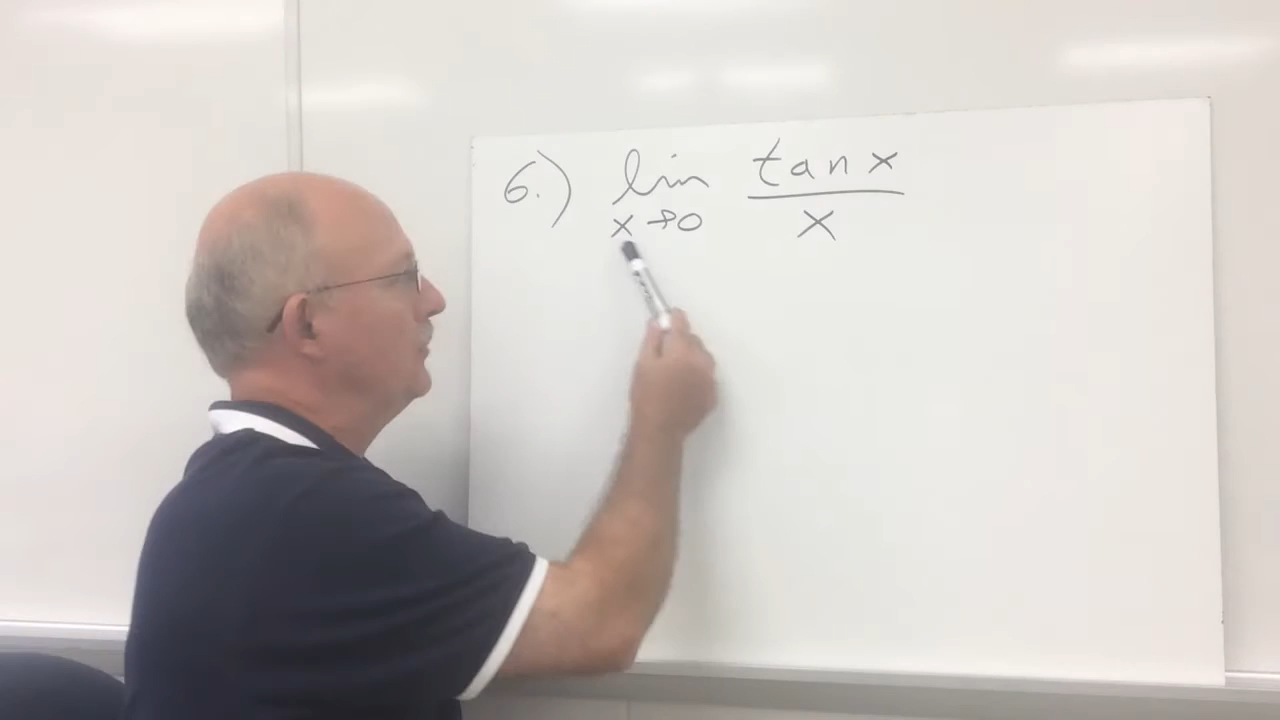 6.) lim tan x
x→0 x